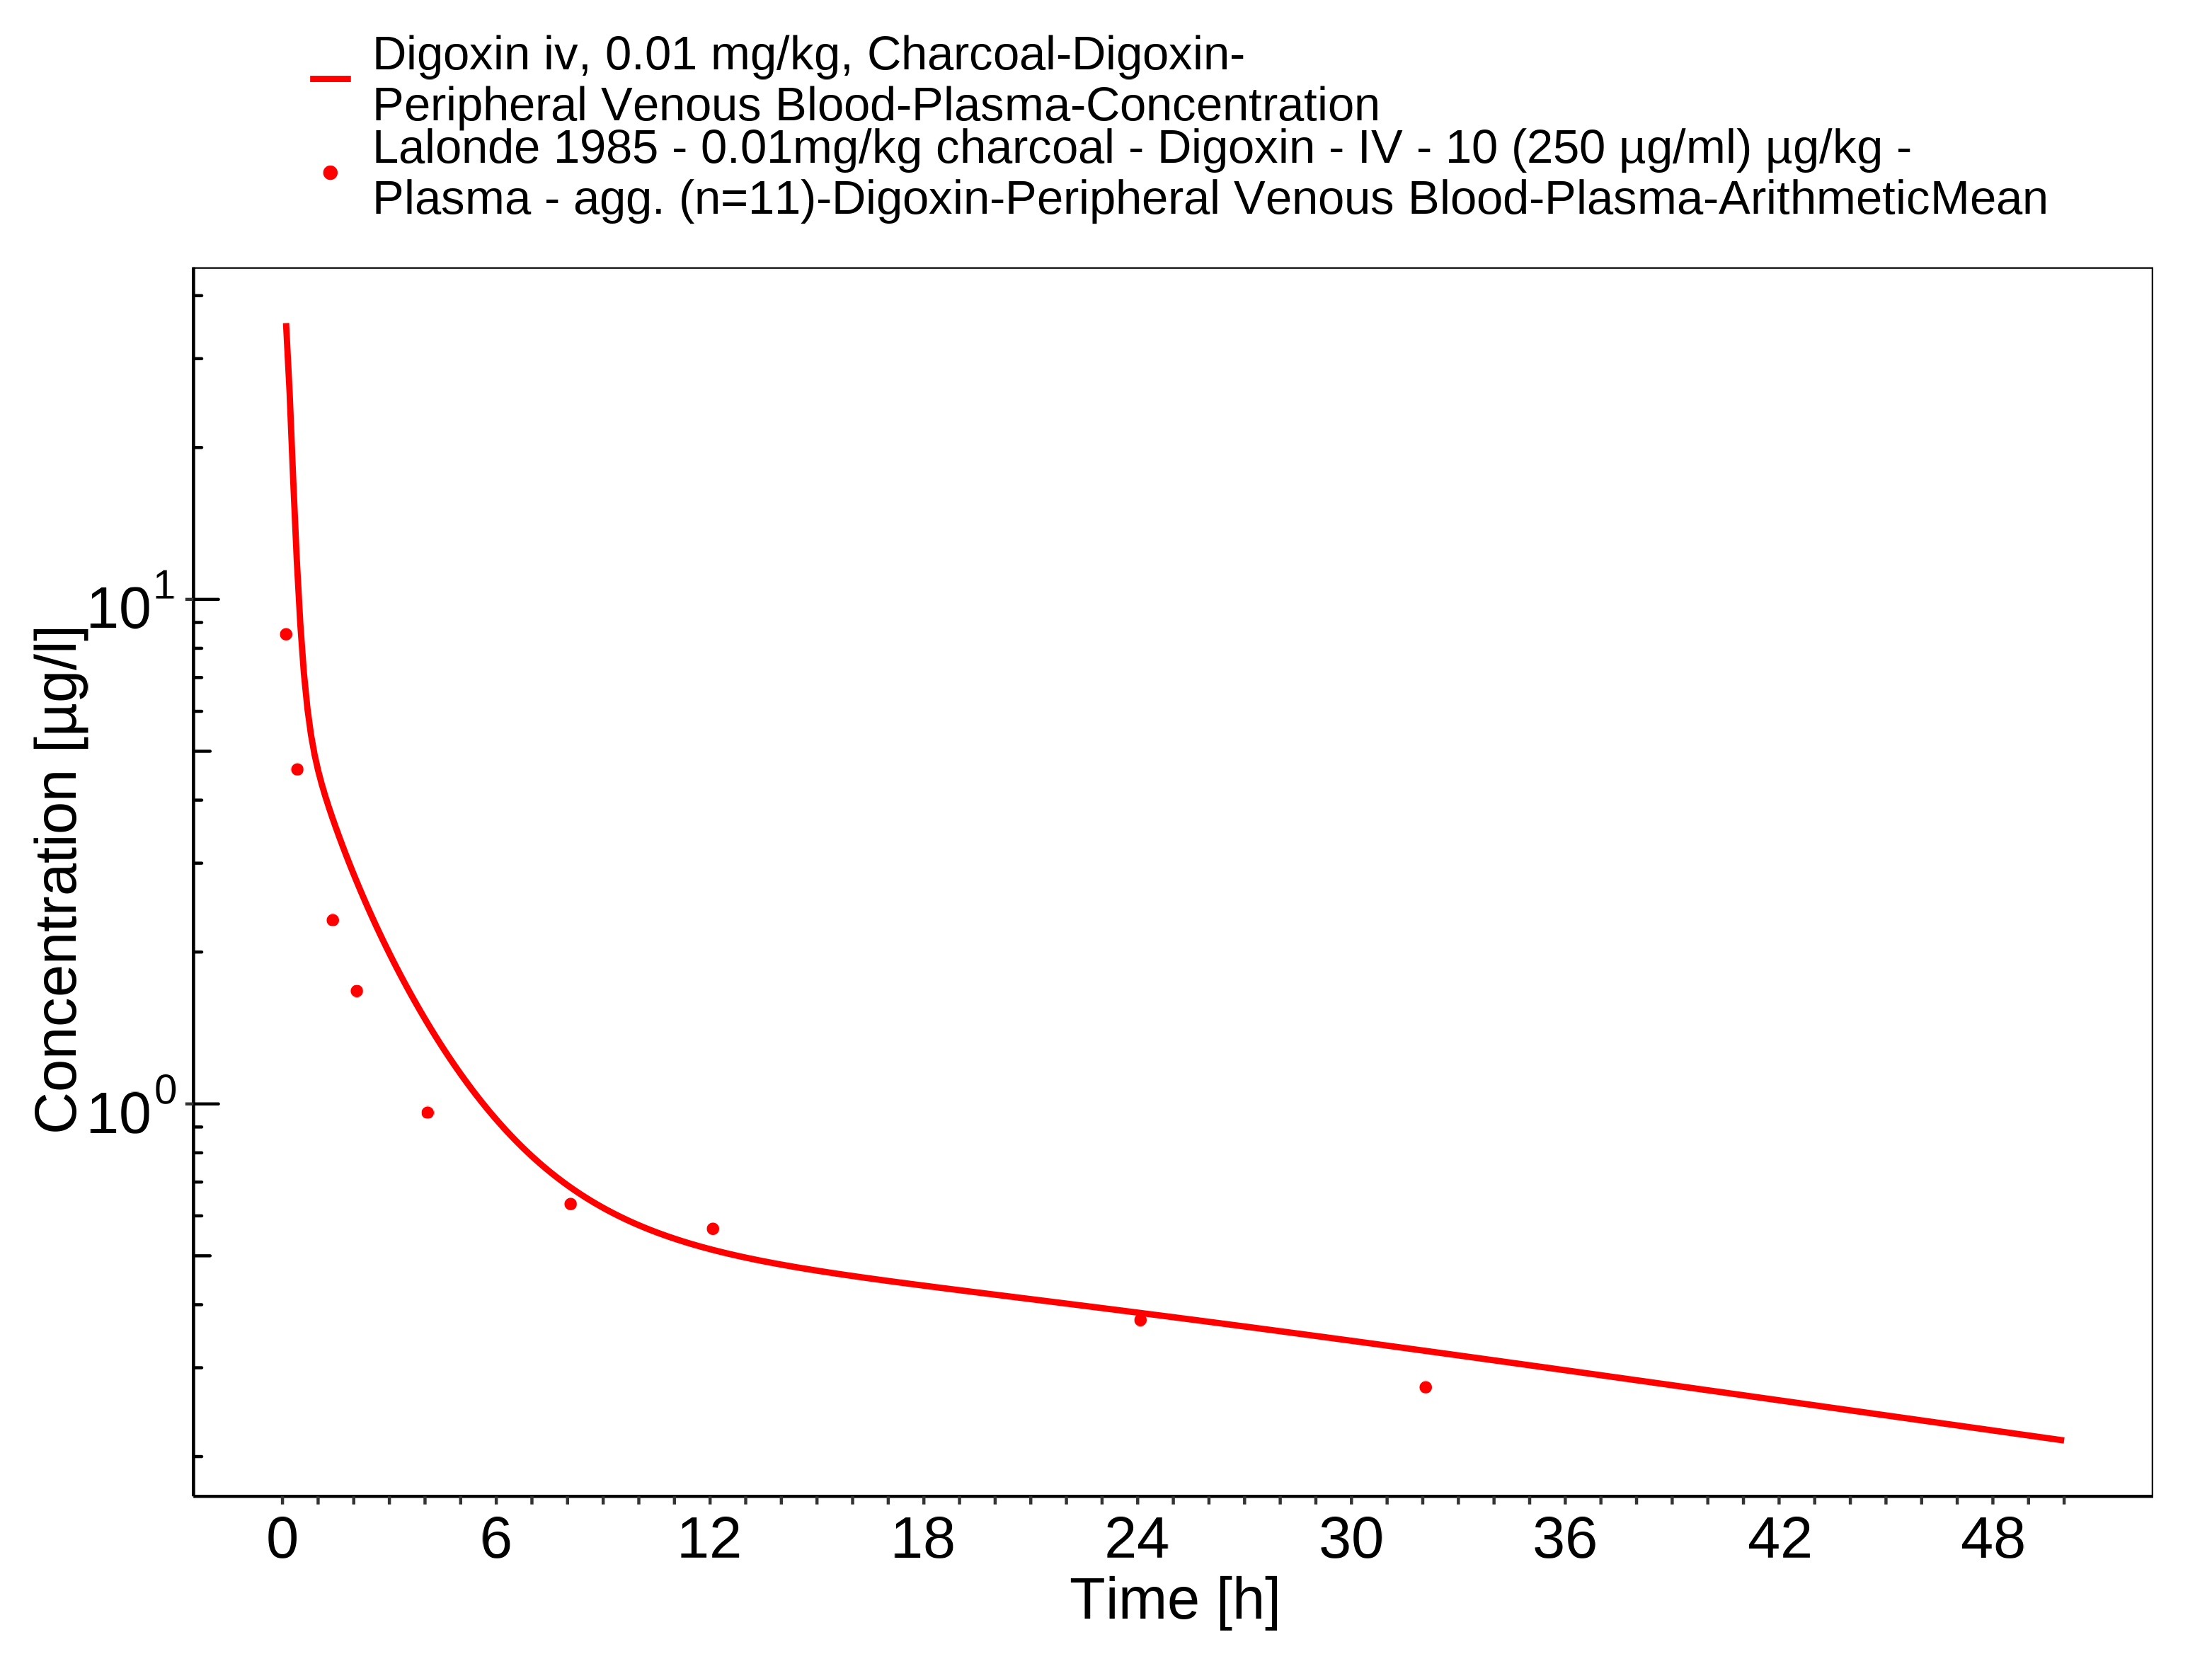 Digoxin iv, 0.01 mg/kg, Charcoal-Digoxin-
Peripheral Venous Blood-Plasma-Concentration
Lalonde 1985 - 0.01mg/kg charcoal - Digoxin - IV - 10 (250 µg/ml) µg/kg -
Plasma - agg. (n=11)-Digoxin-Peripheral Venous Blood-Plasma-ArithmeticMean
Concentration [µg/l]
10¹
10⁰
0 6 12 18 24 30 36 42 48
Time [h]